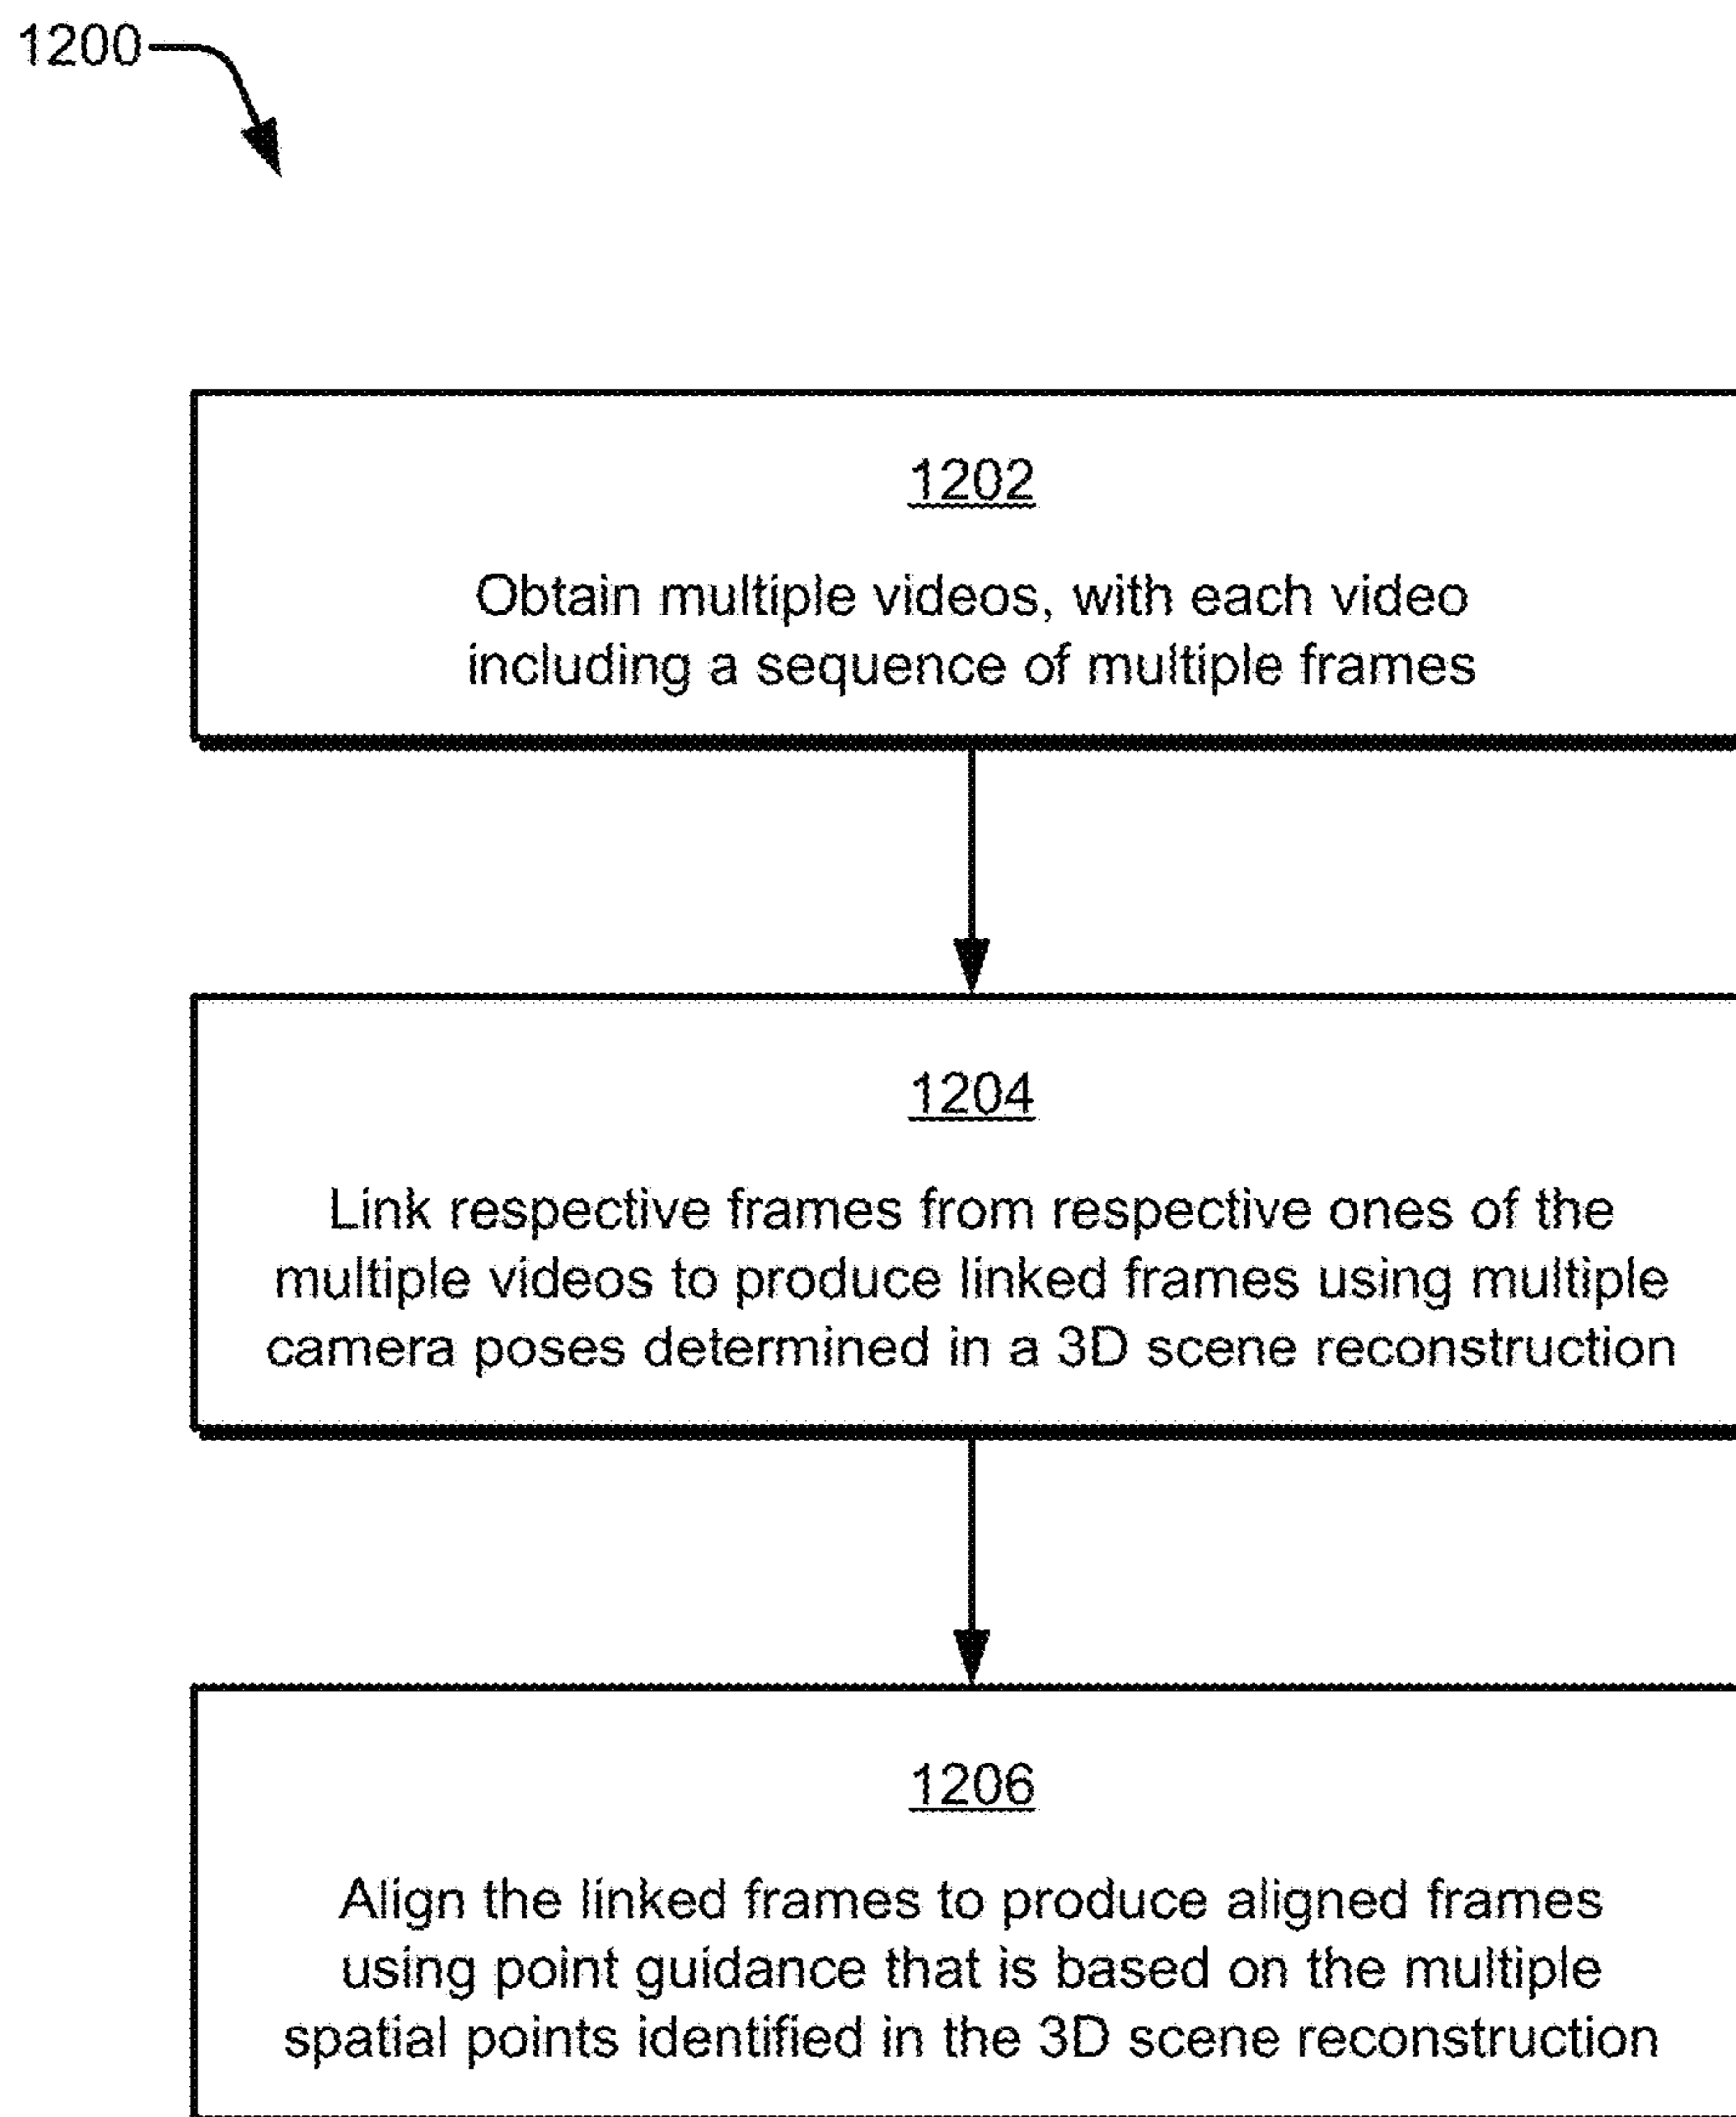 1200
1202
Obtain multiple videos, with each video
including a sequence of multiple frames
1204
Link respective frames from respective ones of the
multiple videos to produce linked frames using multiple
camera poses determined in a 3D scene reconstruction
1206
Align the linked frames to produce aligned frames
using point guidance that is based on the multiple
spatial points identified in the 3D scene reconstruction